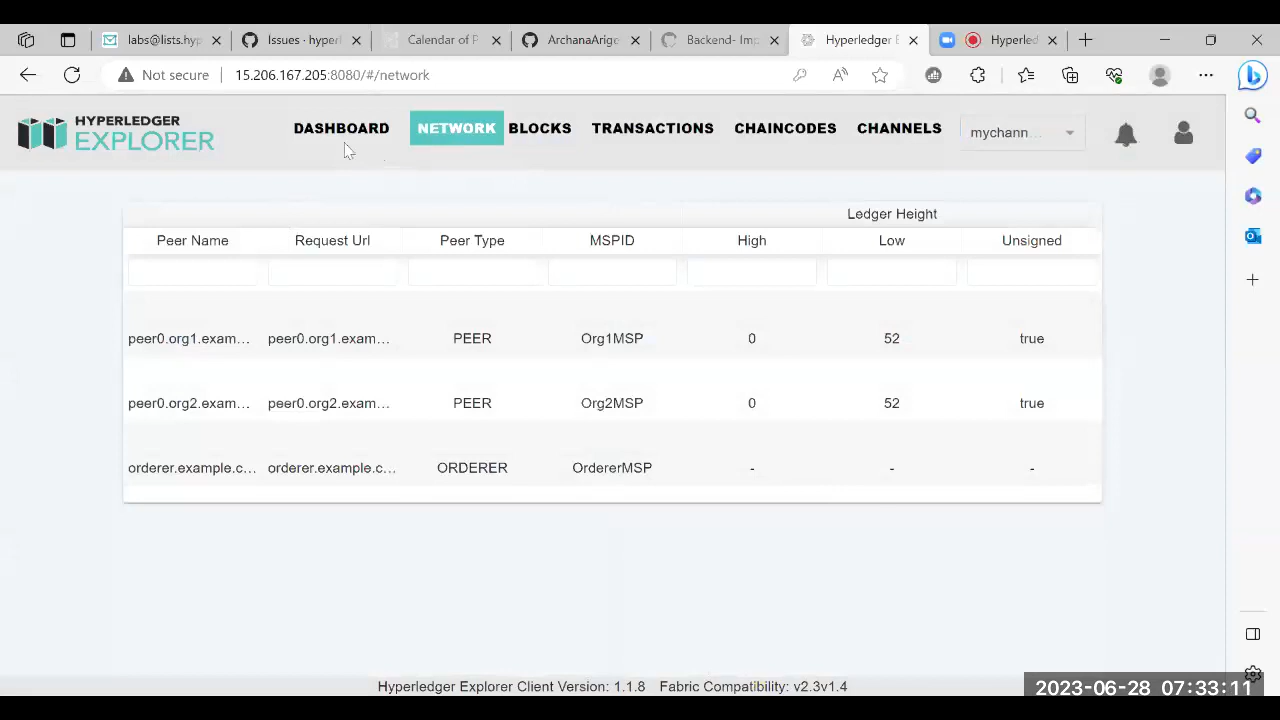 labs@lists.hyp
Issues · hyperl
Calendar of P
ArchanaArige
Backend- Imp
Hyperledger E
Hyperled
Not secure
15.206.167.205:8080/#/network
HYPERLEDGER
EXPLORER
DASHBOARD NETWORK BLOCKS TRANSACTIONS CHAINCODES CHANNELS mychann...
Ledger Height
Peer Name Request Url Peer Type MSPID High Low Unsigned
peer0.org1.exam... peer0.org1.exam... PEER Org1MSP 0 52 true
peer0.org2.exam... peer0.org2.exam... PEER Org2MSP 0 52 true
orderer.example.c... orderer.example.c... ORDERER OrdererMSP - - -
Hyperledger Explorer Client Version: 1.1.8 Fabric Compatibility: v2.3v1.4
2023-06-28 07:33:11